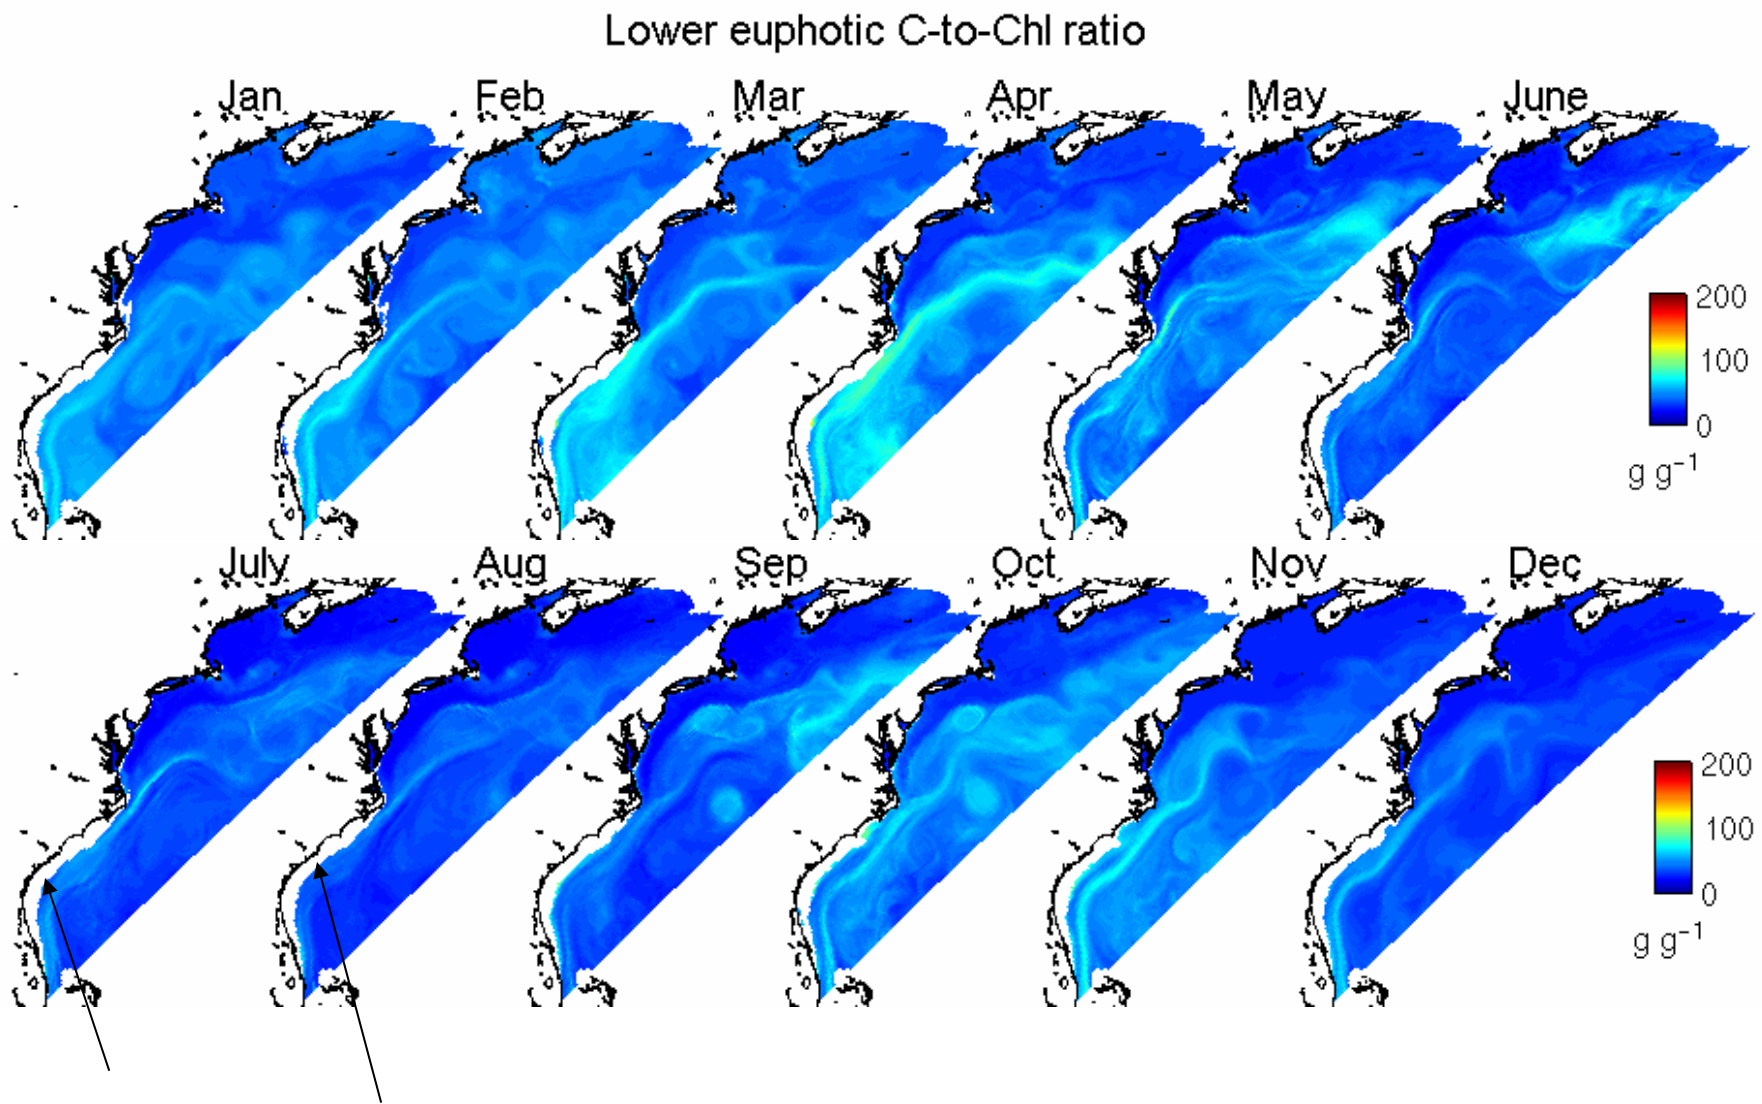 Lower euphotic C-to-Chl ratio
Jan Feb Mar Apr May June
200
100
0
g g⁻¹
July Aug Sep Oct Nov Dec
200
100
0
g g⁻¹